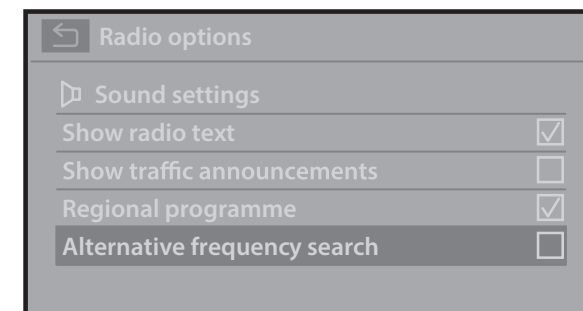 Radio options
Sound settings
Show radio text
Show traffic announcements
Regional programme
Alternative frequency search